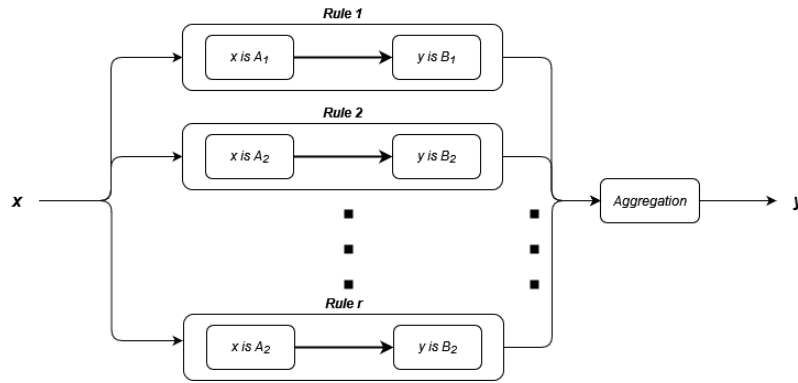 Rule 1
x is A₁
y is B₁
Rule 2
x is A₂
y is B₂
x
Aggregation
y
Rule r
x is A₂
y is B₂